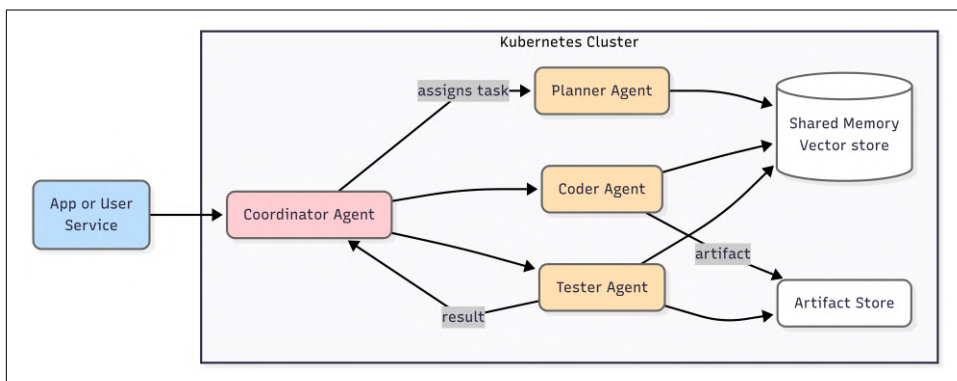 Kubernetes Cluster
assigns task
Planner Agent
Shared Memory
Vector store
App or User
Service
Coordinator Agent
Coder Agent
artifact
Tester Agent
result
Artifact Store